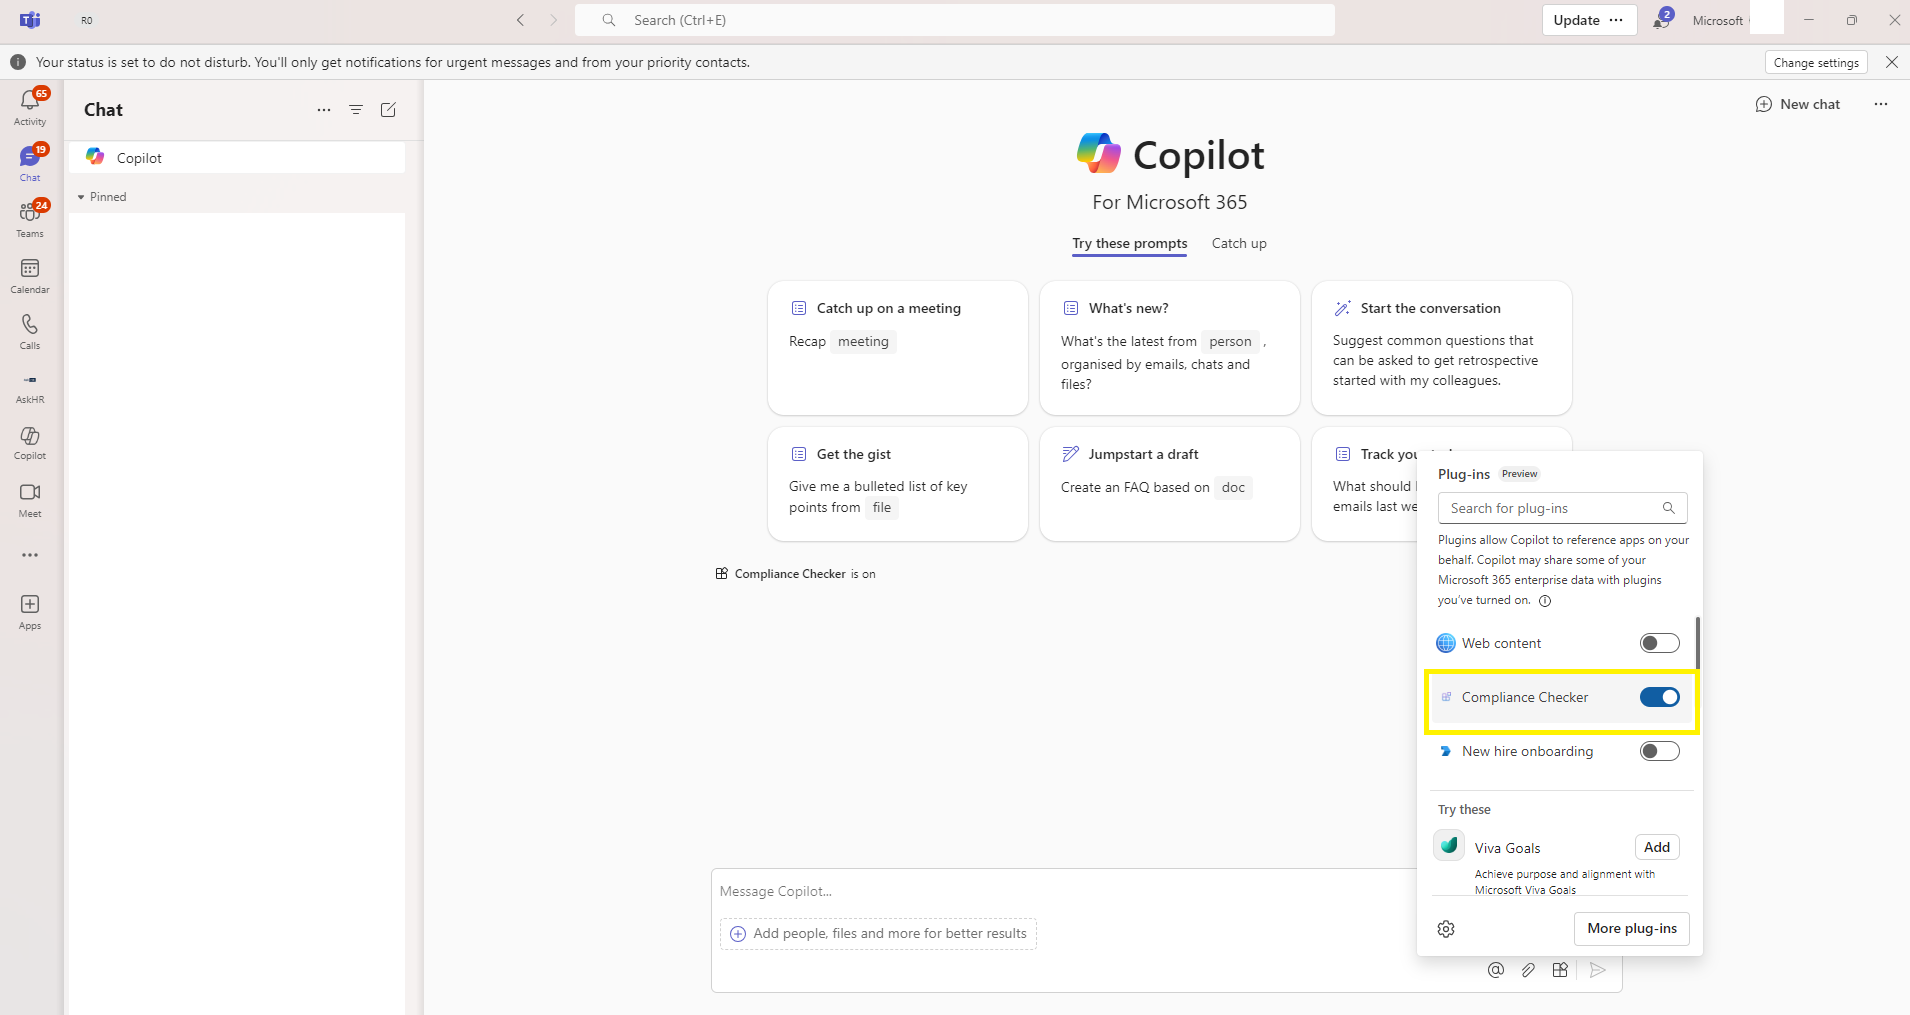 R0
Search (Ctrl+E)
Update
2
Microsoft
Your status is set to do not disturb. You'll only get notifications for urgent messages and from your priority contacts.
Change settings
65
Activity
19
Chat
24
Teams
Calendar
Calls
AskHR
Copilot
Meet
Apps
Chat
Copilot
Pinned
New chat
Copilot
For Microsoft 365
Try these prompts
Catch up
Catch up on a meeting
Recap meeting
What's new?
What's the latest from person ,
organised by emails, chats and
files?
Start the conversation
Suggest common questions that
can be asked to get retrospective
started with my colleagues.
Get the gist
Give me a bulleted list of key
points from file
Jumpstart a draft
Create an FAQ based on doc
Track
What should
emails last
Compliance Checker is on
Message Copilot...
Add people, files and more for better results
Plug-ins Preview
Search for plug-ins
Plugins allow Copilot to reference apps on your
behalf. Copilot may share some of your
Microsoft 365 enterprise data with plugins
you've turned on.
Web content
Compliance Checker
New hire onboarding
Try these
Viva Goals
Add
Achieve purpose and alignment with
Microsoft Viva Goals
More plug-ins